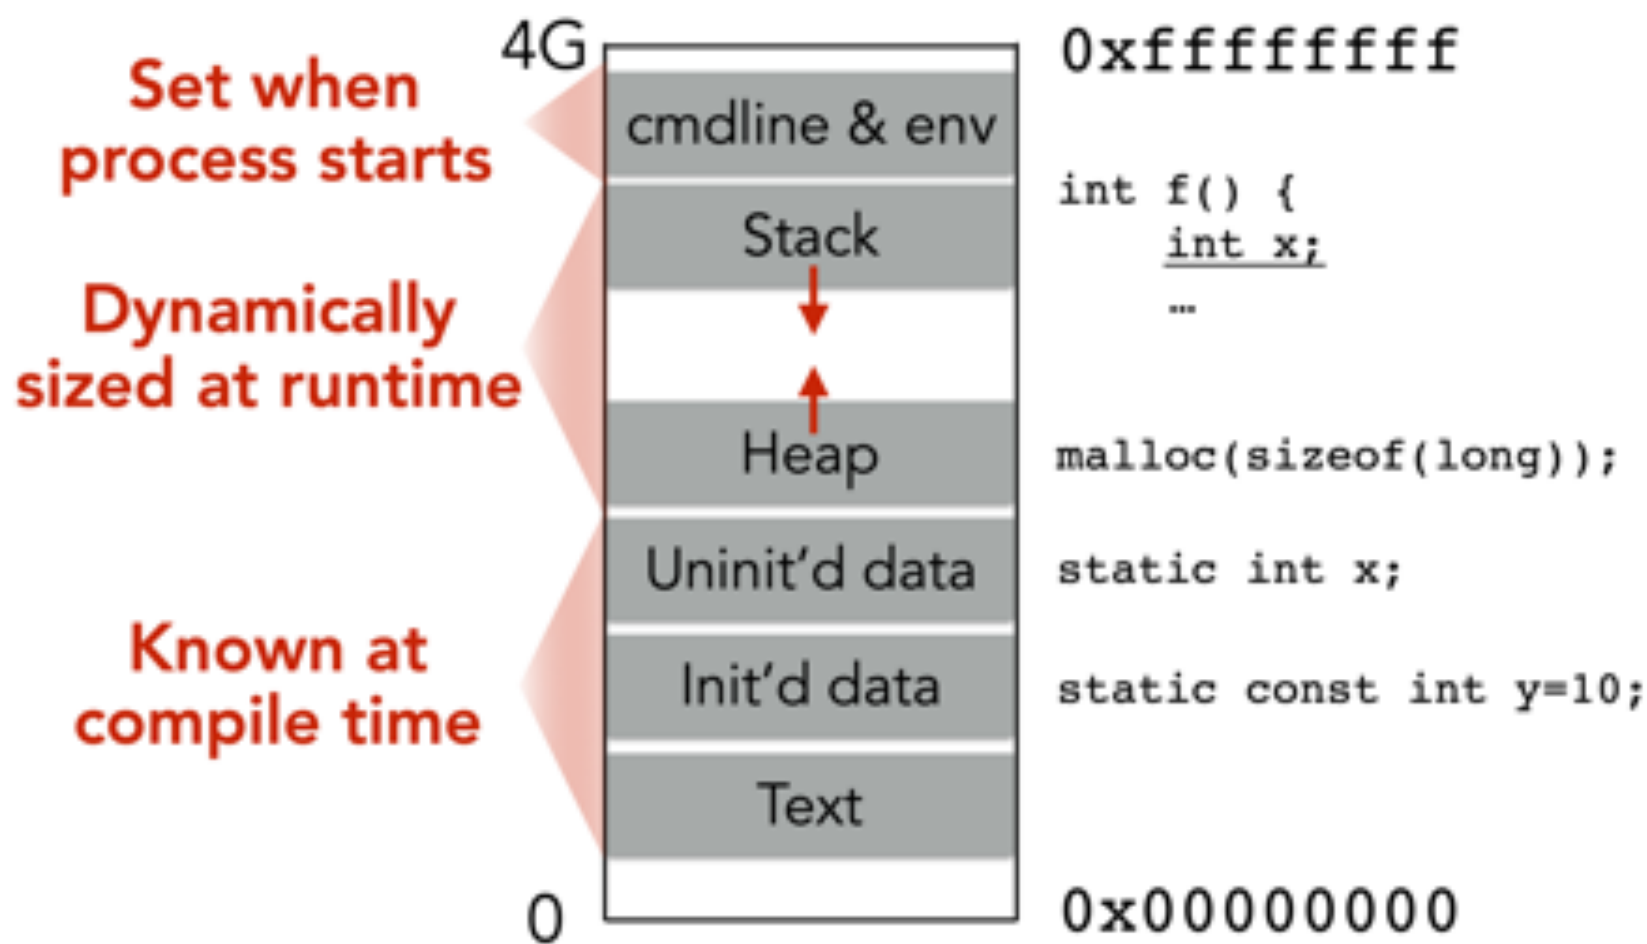 4G
0xffffffff
Set when
process starts
cmdline & env
int f() {
int x;
…
Stack
Dynamically
sized at runtime
Heap
malloc(sizeof(long));
Uninit’d data
static int x;
Known at
compile time
Init’d data
static const int y=10;
Text
0
0x00000000